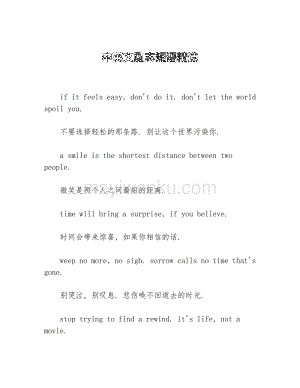 if it feels easy, don't do it. don't let the world
spoil you.
不要选择轻松的那条路, 别让这个世界污染你.
a smile is the shortest distance between two
people.
微笑是两个人之间最短的距离.
time will bring a surprise, if you believe.
时间会带来惊喜, 如果你相信的话.
weep no more, no sigh. sorrow calls no time that's
gone.
别哭泣, 别叹息. 悲伤唤不回逝去的时光.
stop trying to find a rewind. it's life, not a
movie.